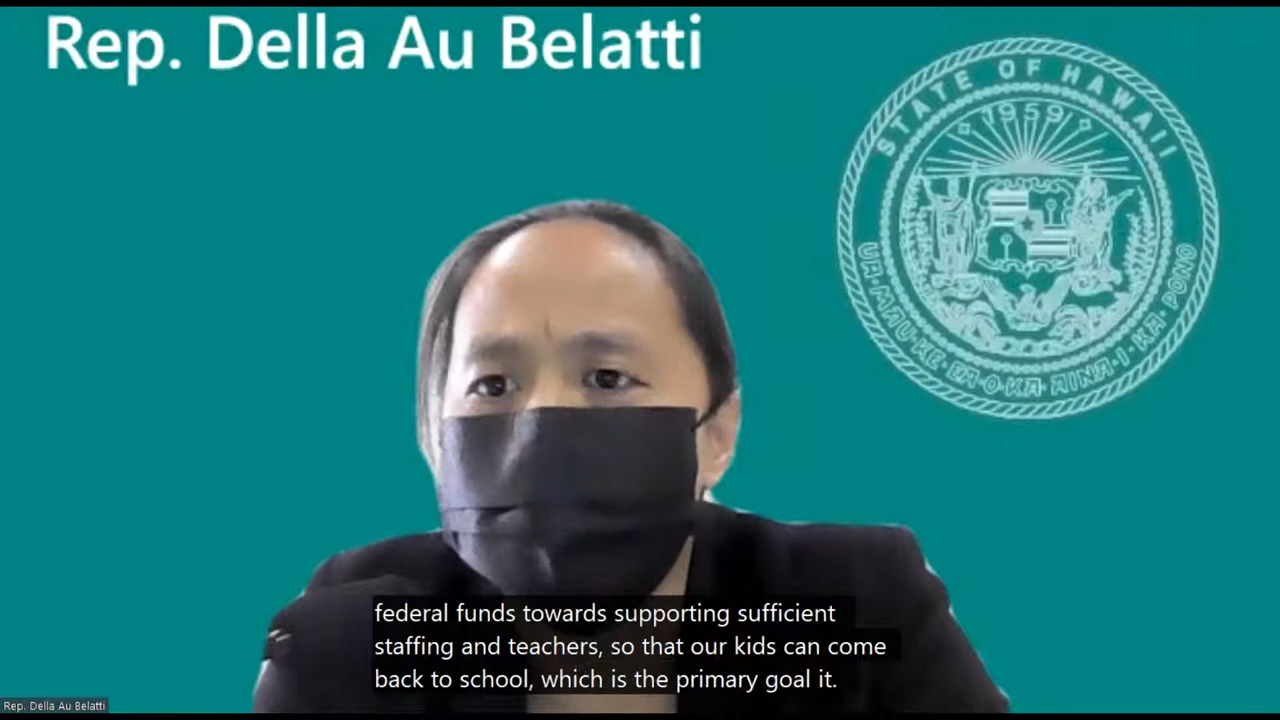 Rep. Della Au Belatti
STATE OF HAWAII
1959
UA·MAU·KE·EA·O·KA·AINA·I·KA·PONO
federal funds towards supporting sufficient
staffing and teachers, so that our kids can come
back to school, which is the primary goal it.
Rep. Della Au Belatti